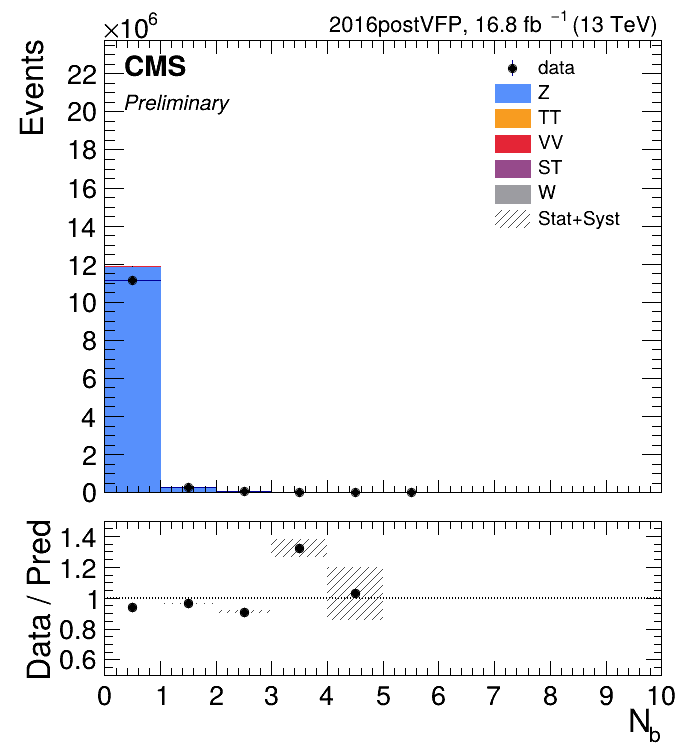 ×10⁶
2016postVFP, 16.8 fb ⁻¹ (13 TeV)
Events
CMS
Preliminary
data
Z
TT
VV
ST
W
Stat+Syst
22
20
18
16
14
12
10
8
6
4
2
0
Data / Pred
1.4
1.2
1
0.8
0.6
0 1 2 3 4 5 6 7 8 9 10
N_b